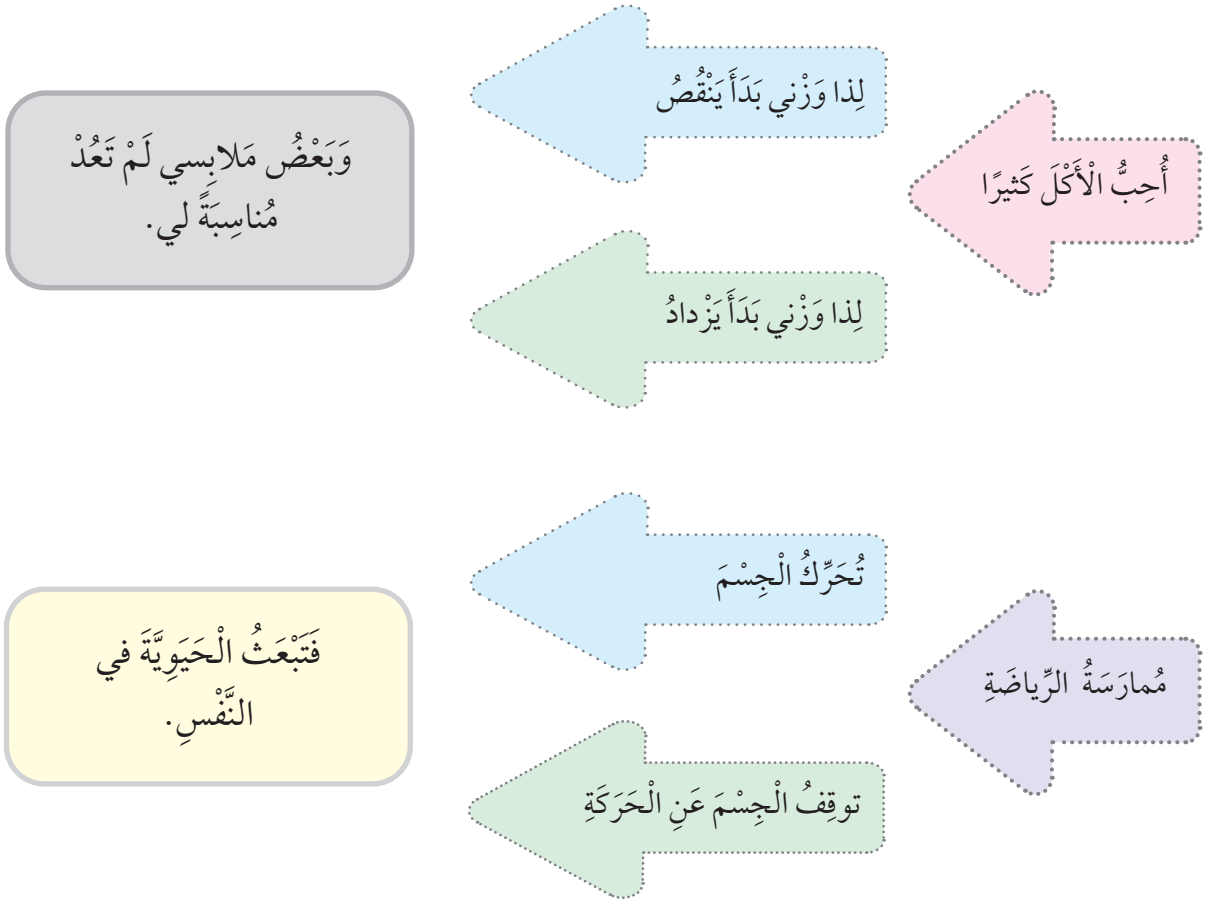 أُحِبُّ الْأَكْلَ كَثيرًا
لِذا وَزْني بَدَأَ يَنْقُصُ
لِذا وَزْني بَدَأَ يَزْدادُ
وَبَعْضُ مَلابِسي لَمْ تَعُدْ
مُناسِبَةً لي.
مُمارَسَةُ الرِّياضَةِ
تُحَرِّكُ الْجِسْمَ
توقِفُ الْجِسْمَ عَنِ الْحَرَكَةِ
فَتَبْعَثُ الْحَيَوِيَّةَ في
النَّفْسِ.